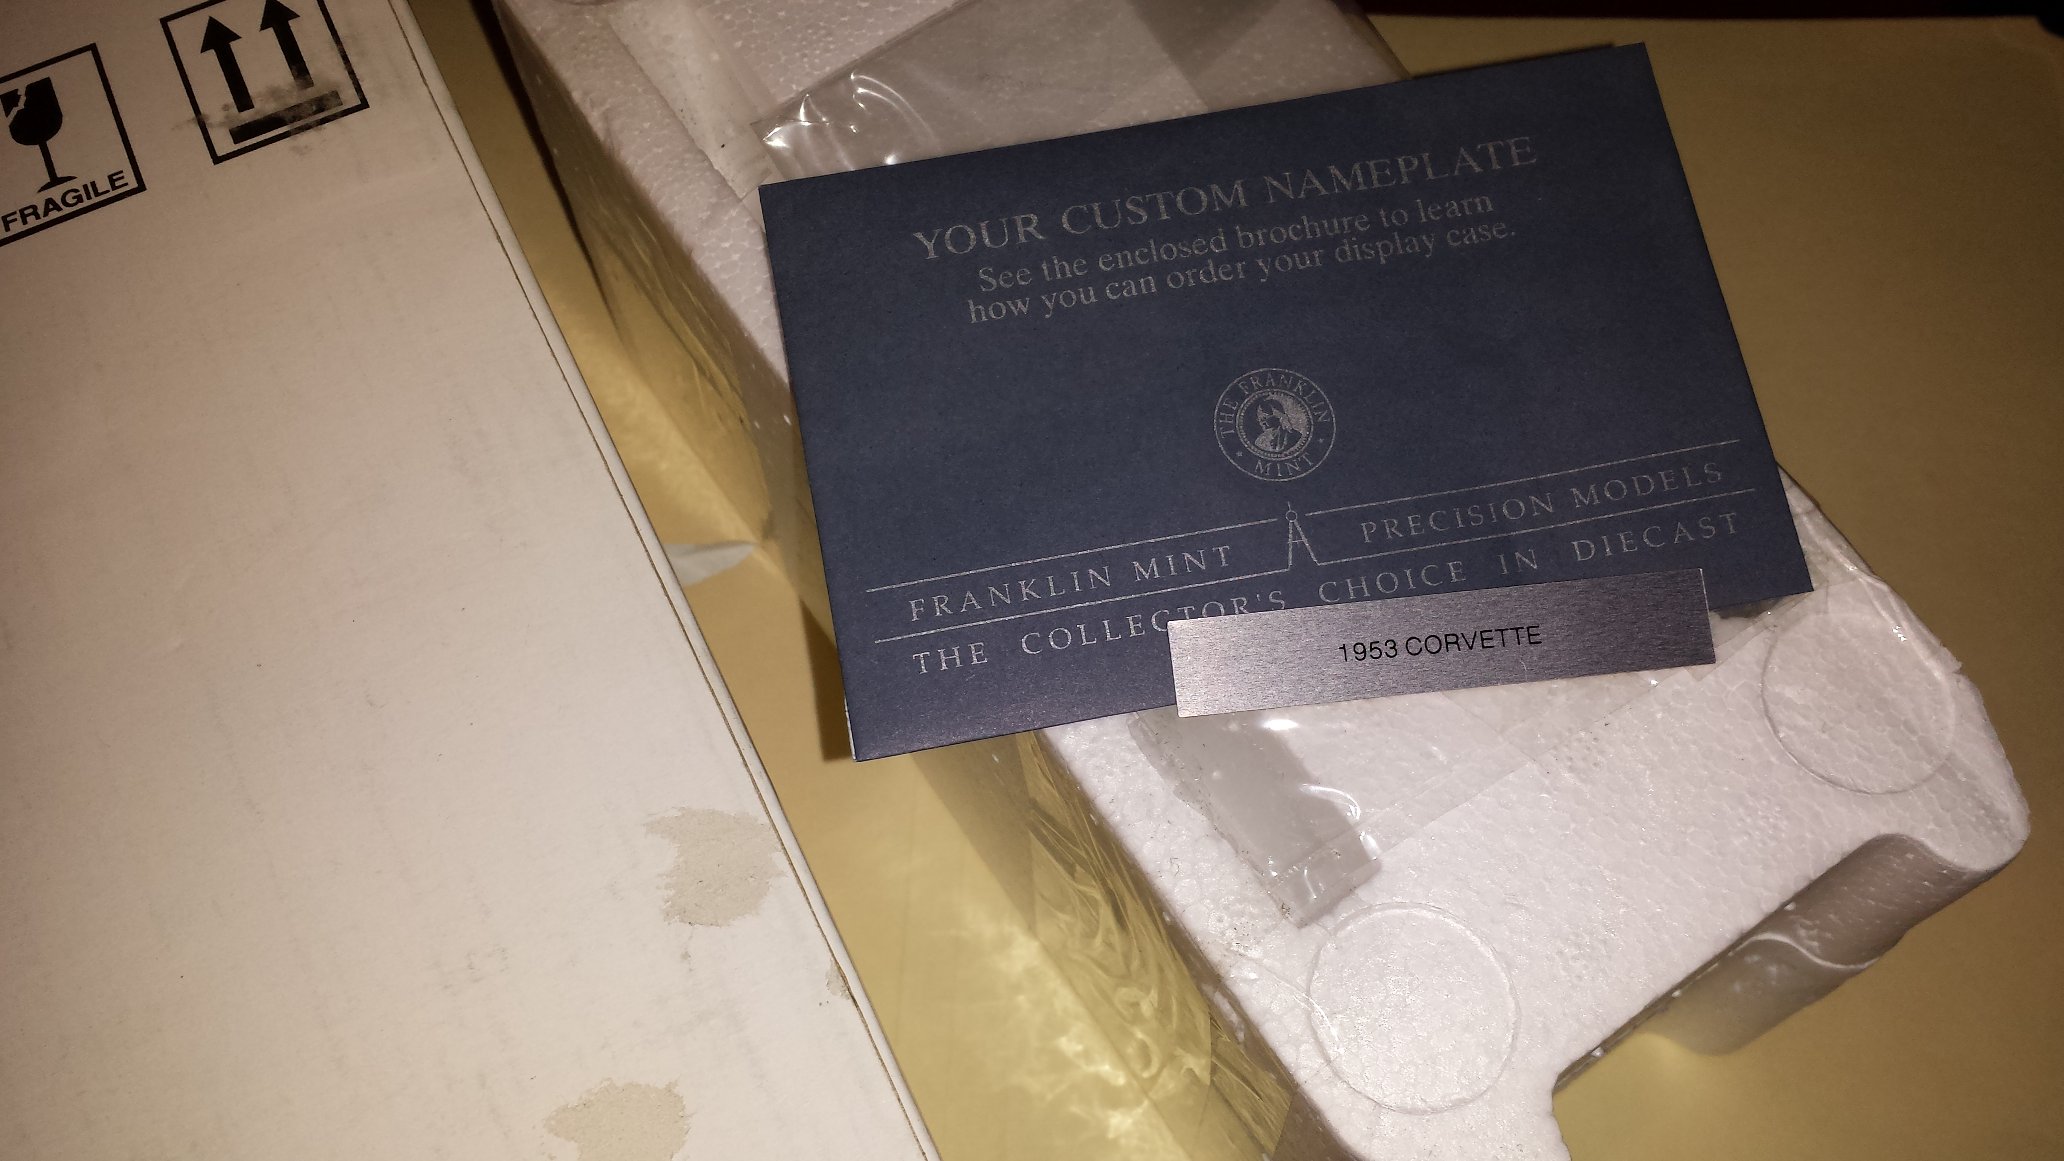 FRAGILE
YOUR CUSTOM NAMEPLATE
See the enclosed brochure to learn
how you can order your display case.
THE FRANKLIN
MINT
FRANKLIN MINT PRECISION MODELS
THE COLLECTOR'S CHOICE IN DIECAST
1953 CORVETTE